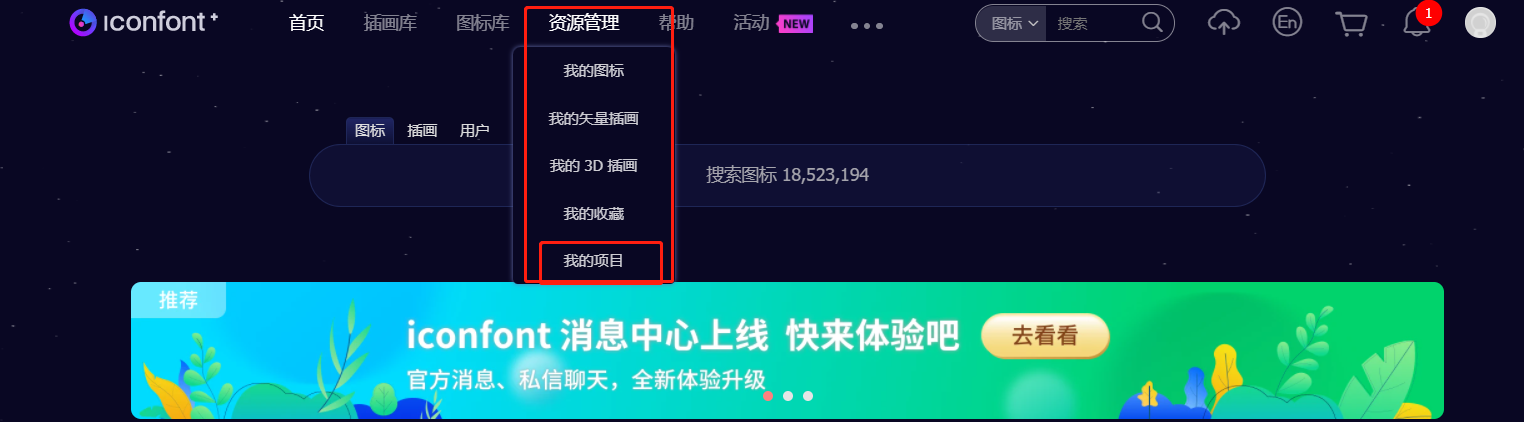 iconfont+ 首页 插画库 图标库 资源管理 帮助 活动 NEW 图标 搜索 En 1
我的图标
我的矢量插画
我的 3D 插画
我的收藏
我的项目
图标 插画 用户
搜索图标 18,523,194
推荐
iconfont 消息中心上线 快来体验吧 去看看
官方消息、私信聊天，全新体验升级